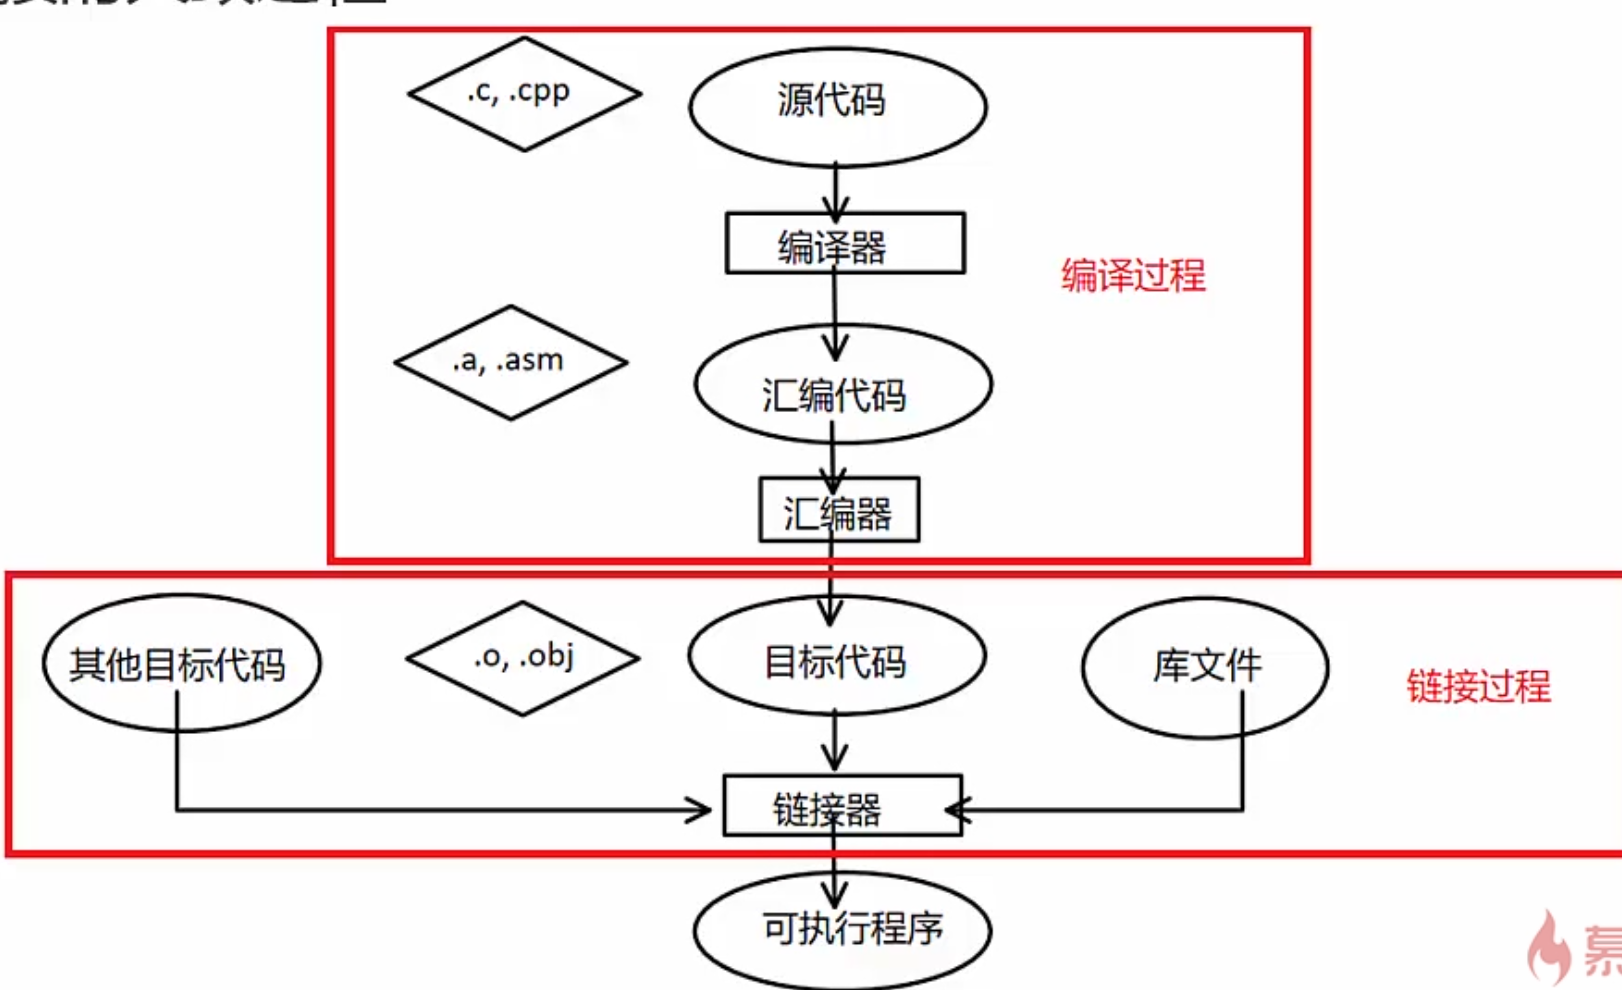 .c, .cpp
源代码
编译器
编译过程
.a, .asm
汇编代码
汇编器
其他目标代码
.o, .obj
目标代码
库文件
链接过程
链接器
可执行程序
慕